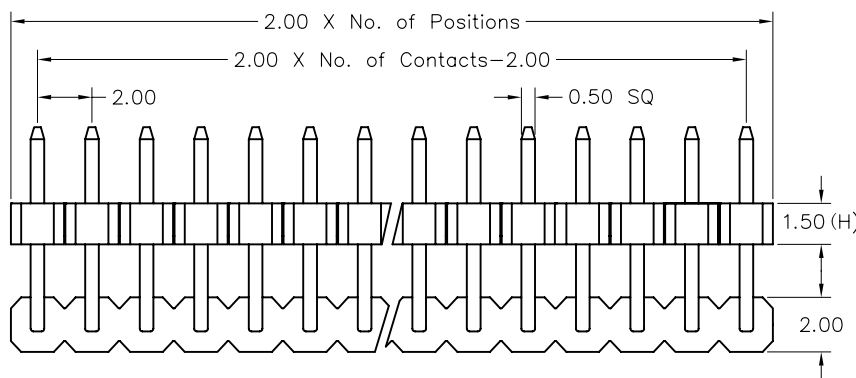 2.00 X No. of Positions
2.00 X No. of Contacts-2.00
2.00
0.50 SQ
1.50 (H)
2.00